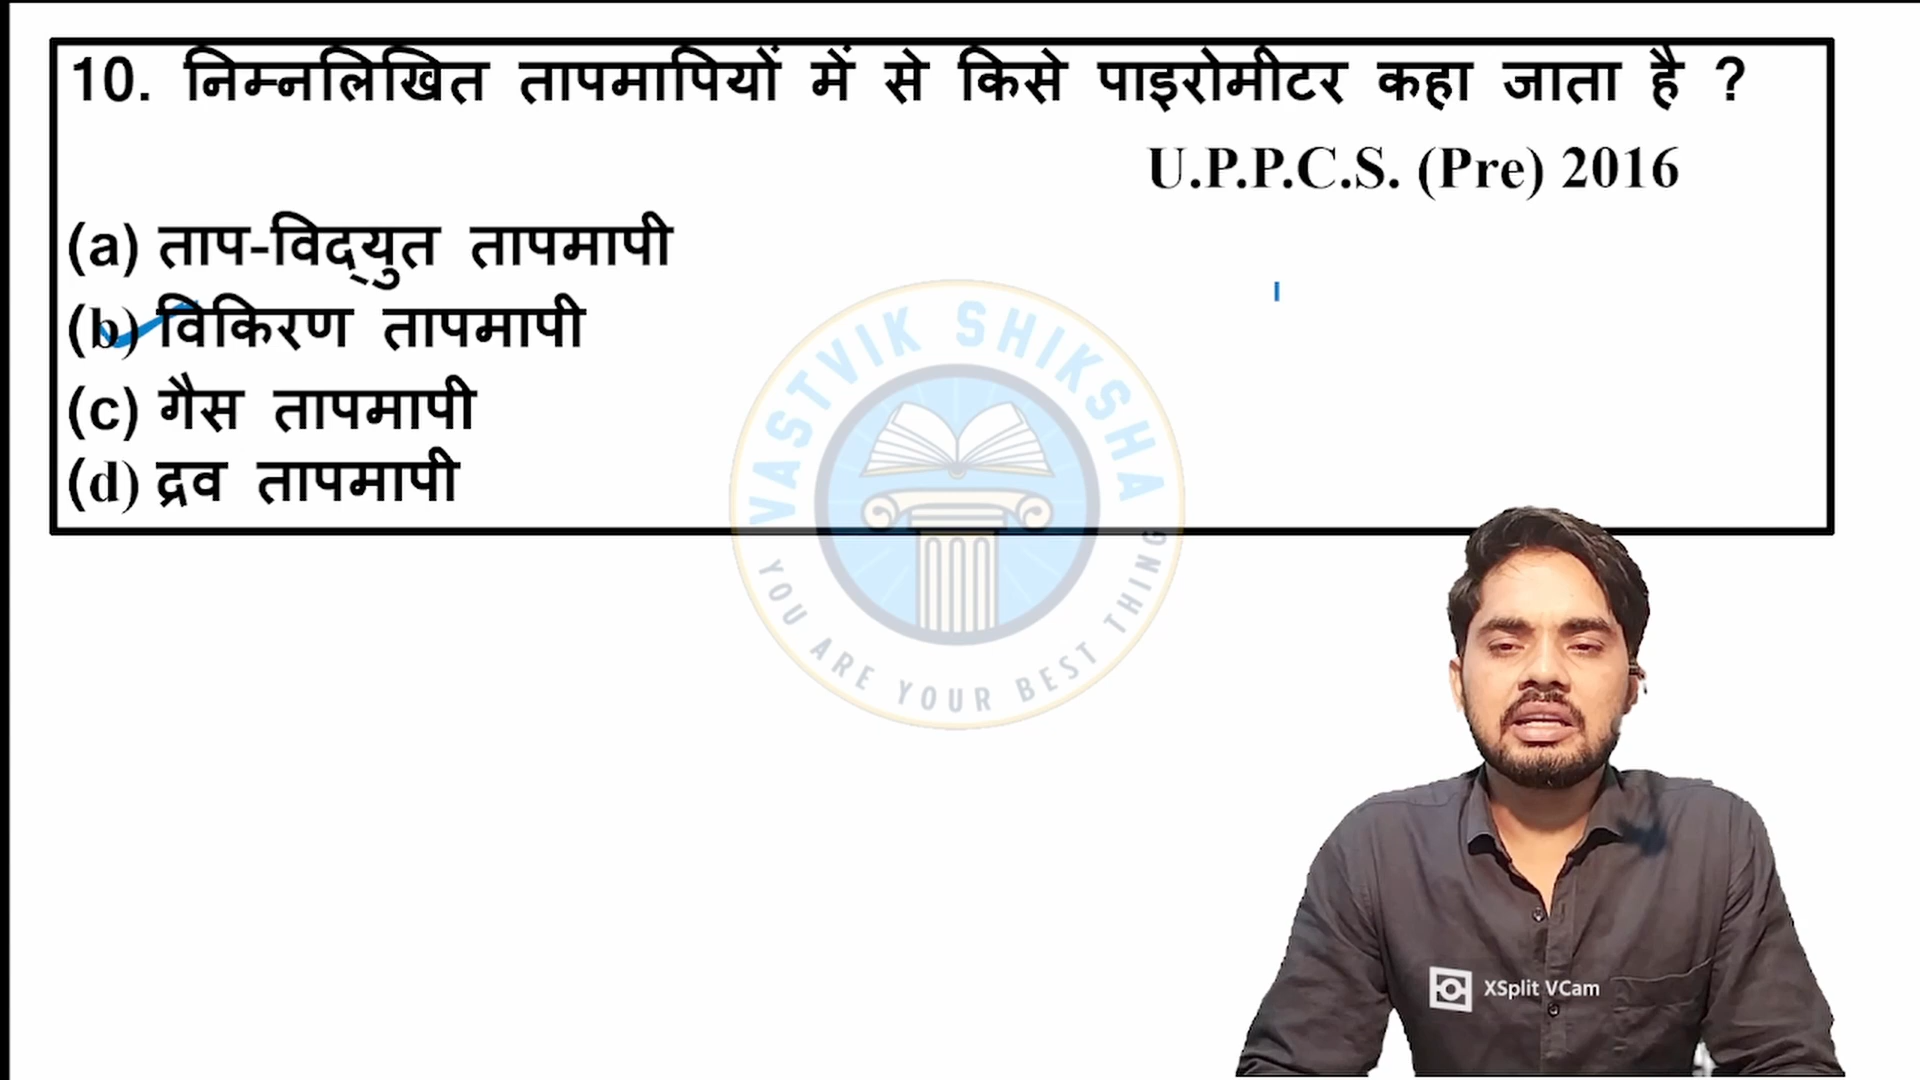 10. निम्नलिखित तापमापियों में से किसे पाइरोमीटर कहा जाता है ?
U.P.P.C.S. (Pre) 2016
(a) ताप-विद्‌युत तापमापी
(b) विकिरण तापमापी
(c) गैस तापमापी
(d) द्रव तापमापी
VASTVIK SHIKSHA
YOU ARE YOUR BEST THING
XSplit VCam